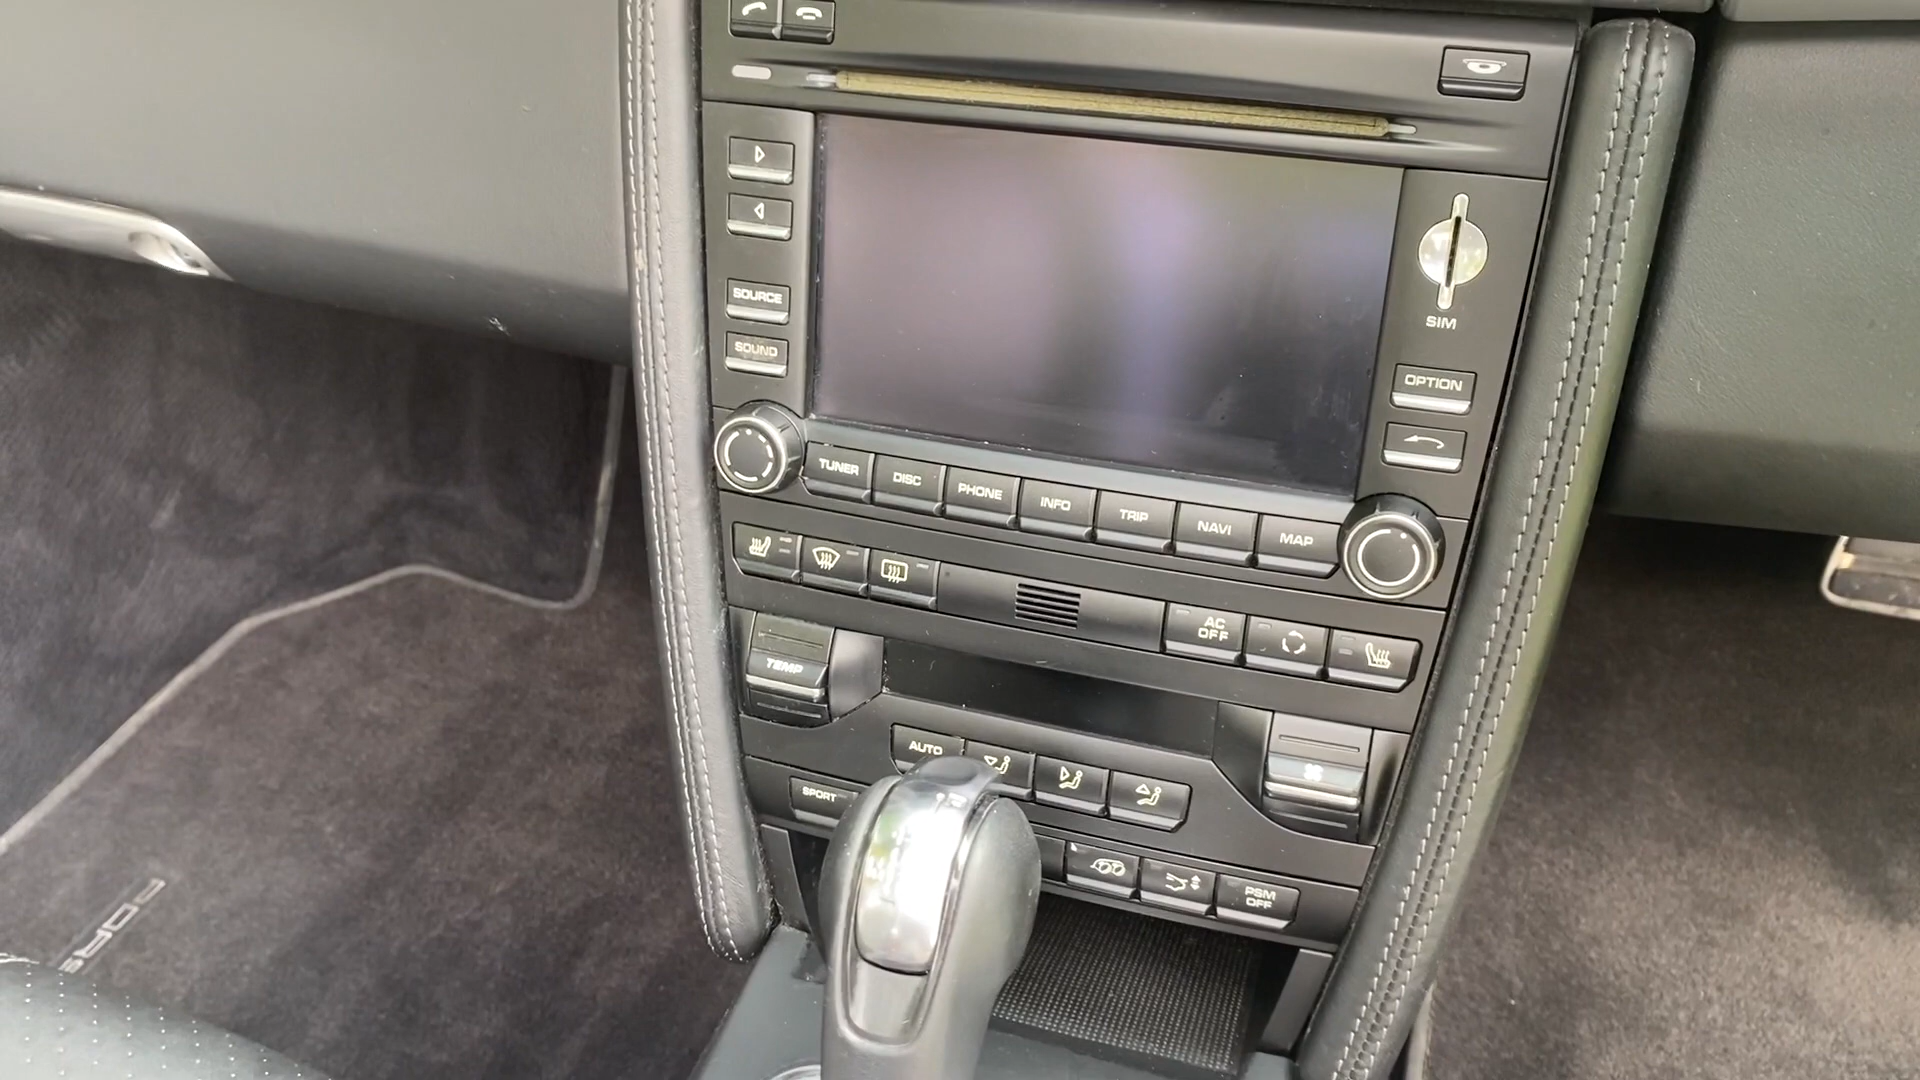 SOURCE
SOUND
SIM
OPTION
TUNER
DISC
PHONE
INFO
TRIP
NAVI
MAP
AC
OFF
TEMP
AUTO
SPORT
PSM
OFF